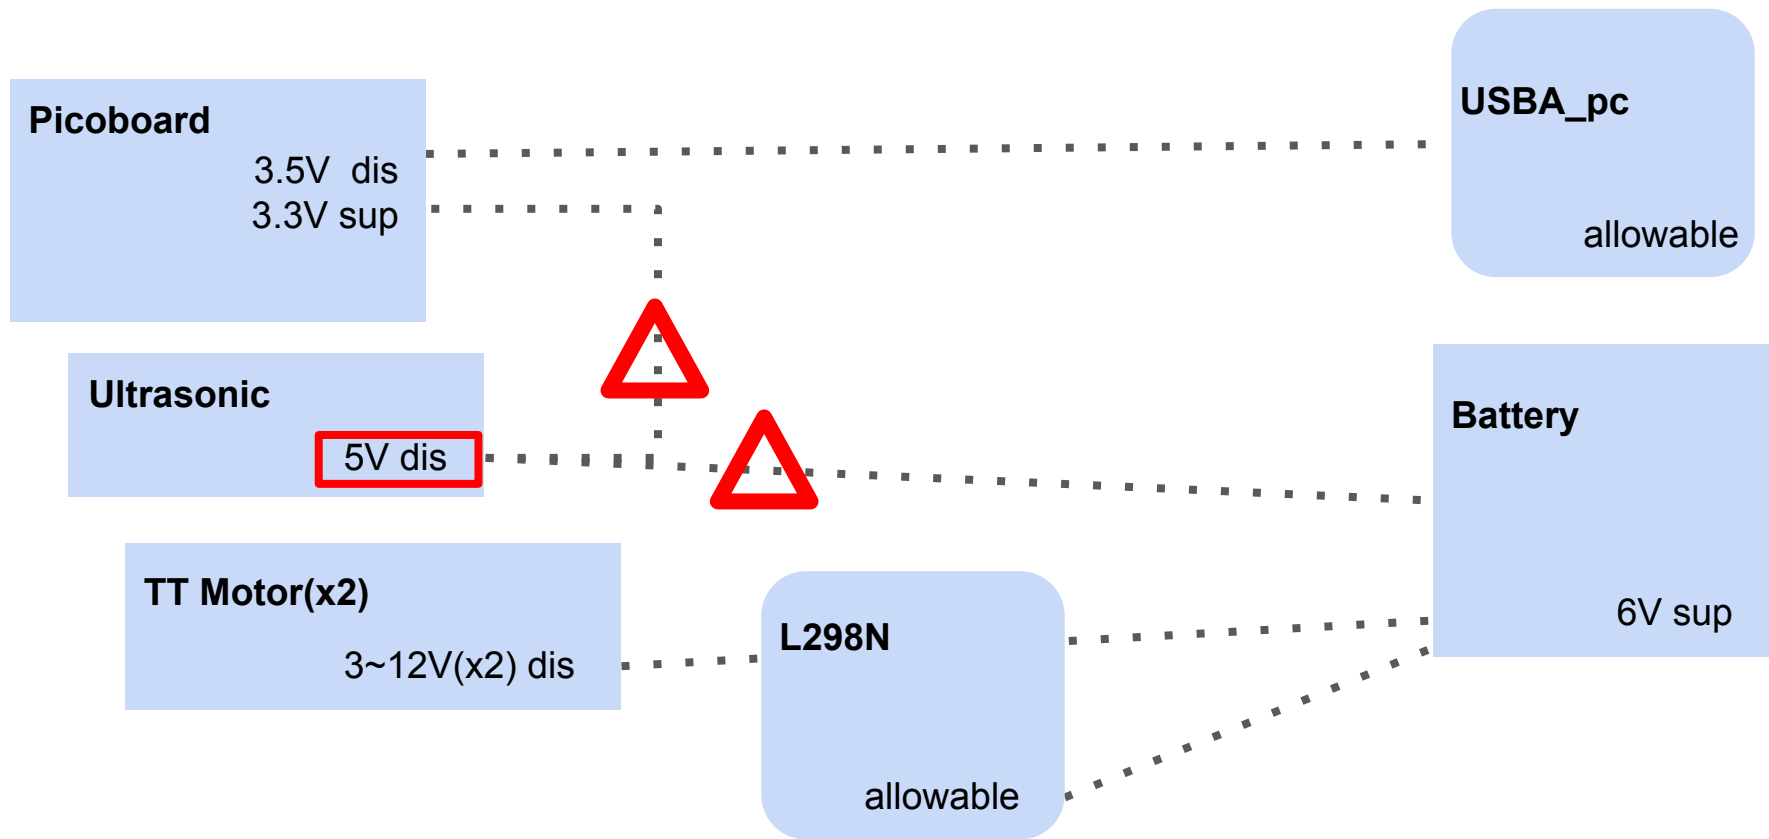 Picoboard
3.5V  dis
3.3V sup
USBA_pc
allowable
Ultrasonic
5V dis
Battery
6V sup
TT Motor(x2)
3~12V(x2) dis
L298N
allowable